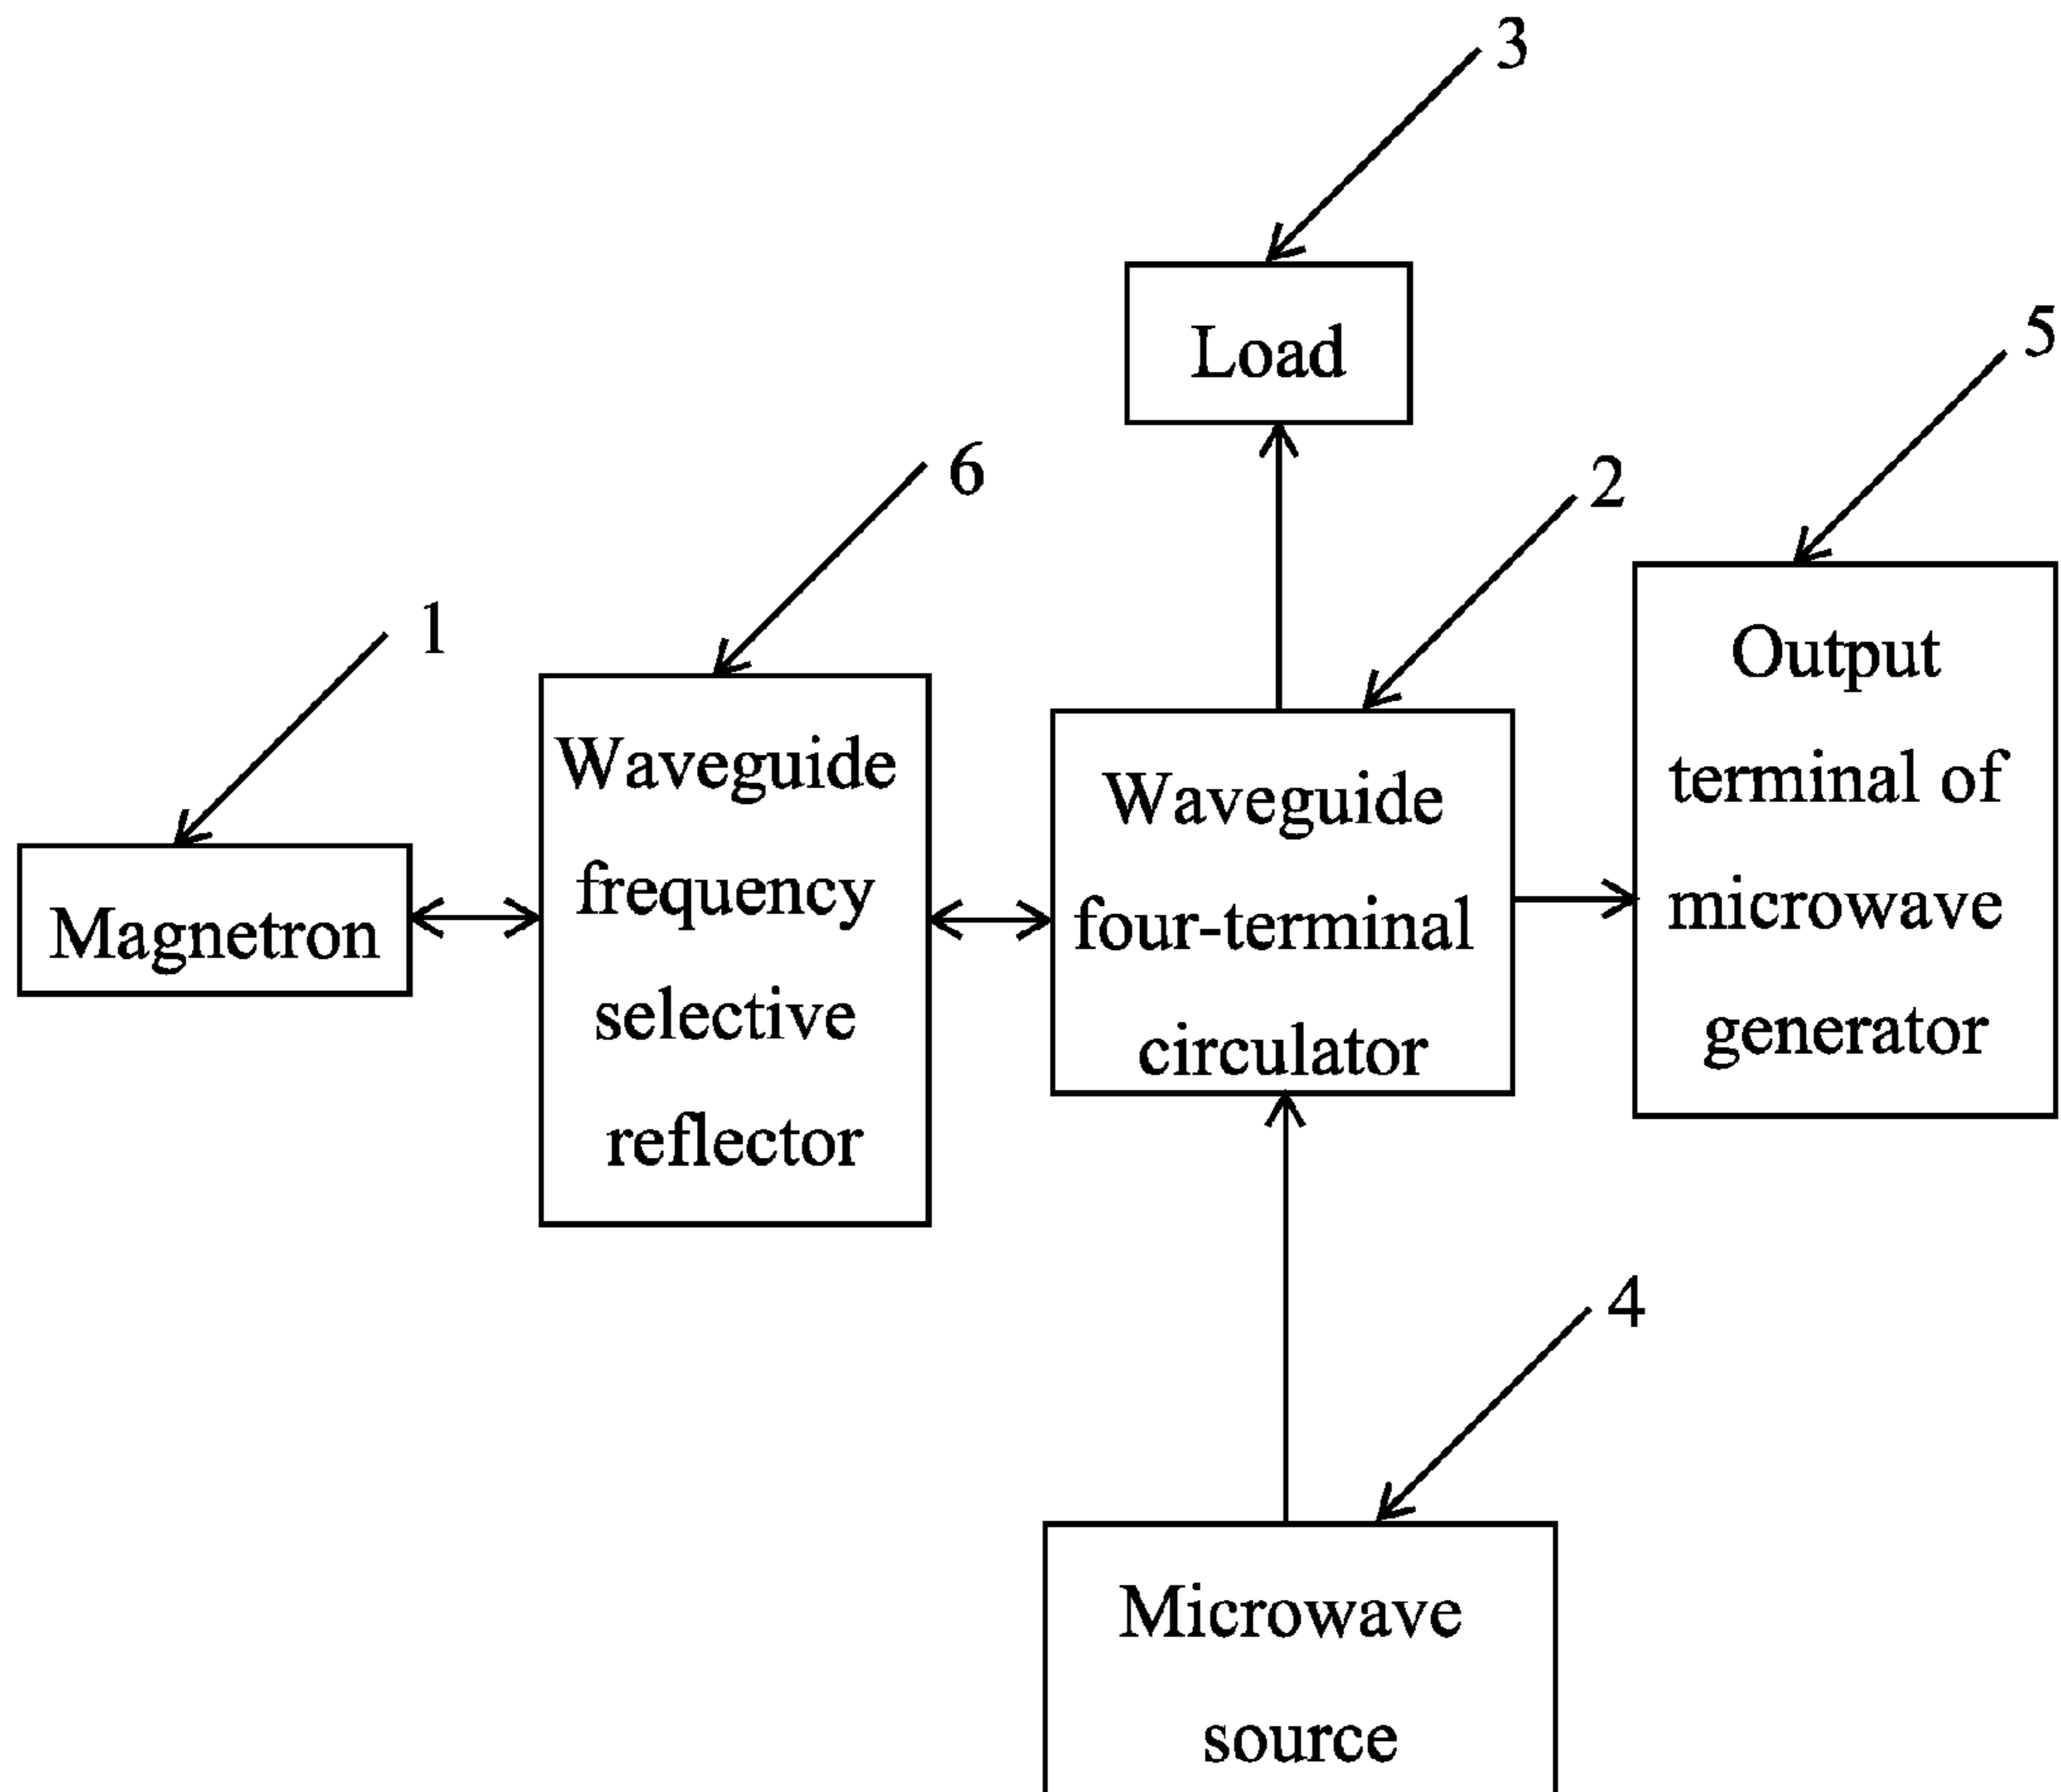 3
Load
5
6
2
1
Output
terminal of
microwave
generator
Waveguide
frequency
selective
reflector
Waveguide
four-terminal
circulator
Magnetron
4
Microwave
source